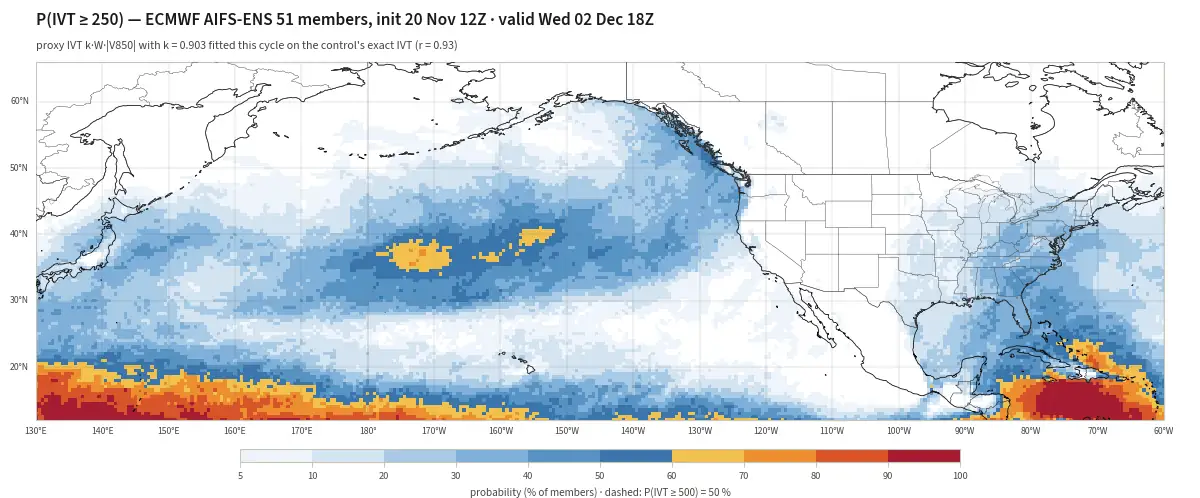 P(IVT ≥ 250) — ECMWF AIFS-ENS 51 members, init 20 Nov 12Z · valid Wed 02 Dec 18Z
proxy IVT k·W·|V850| with k = 0.903 fitted this cycle on the control's exact IVT (r = 0.93)
60°N
50°N
40°N
30°N
20°N
130°E 140°E 150°E 160°E 170°E 180° 170°W 160°W 150°W 140°W 130°W 120°W 110°W 100°W 90°W 80°W 70°W 60°W
5 10 20 30 40 50 60 70 80 90 100
probability (% of members) · dashed: P(IVT ≥ 500) = 50 %